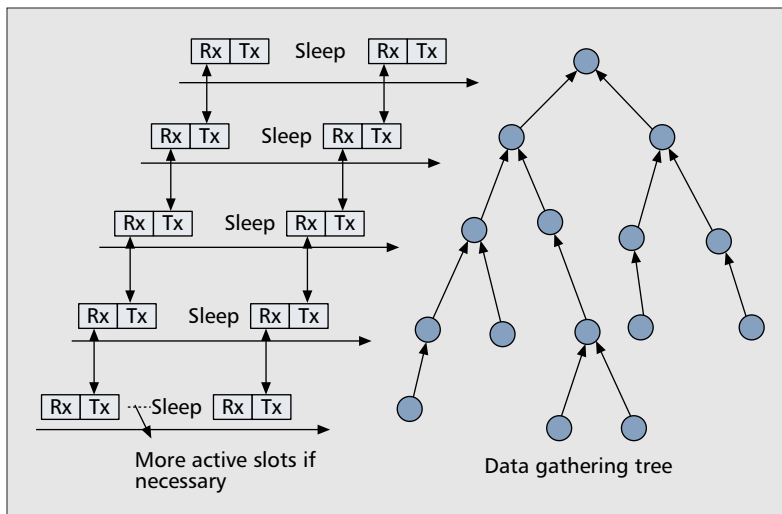 Rx Tx Sleep Rx Tx
Rx Tx Sleep Rx Tx
Rx Tx Sleep Rx Tx
Rx Tx Sleep Rx Tx
Rx Tx Sleep Rx Tx
More active slots if
necessary
Data gathering tree